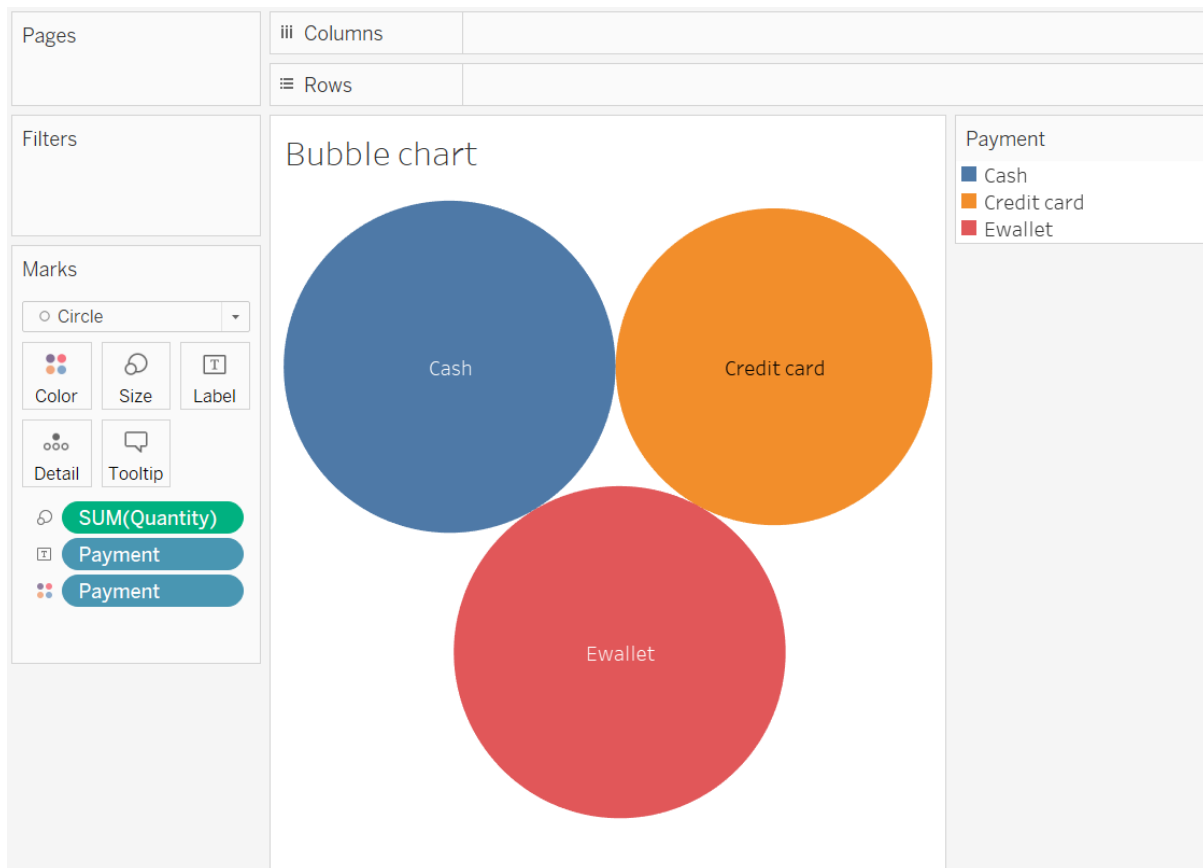 Pages
Columns
Rows
Filters
Marks
Circle
Color
Size
T
Label
Detail
Tooltip
SUM(Quantity)
T
Payment
Payment
Bubble chart
Cash
Credit card
Ewallet
Payment
Cash
Credit card
Ewallet